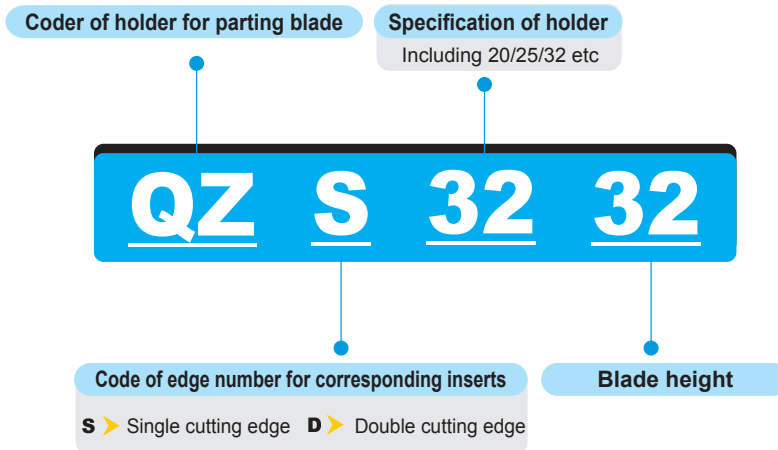 Coder of holder for parting blade
Specification of holder
Including 20/25/32 etc
QZ S 32 32
Code of edge number for corresponding inserts
Blade height
S Single cutting edge D Double cutting edge